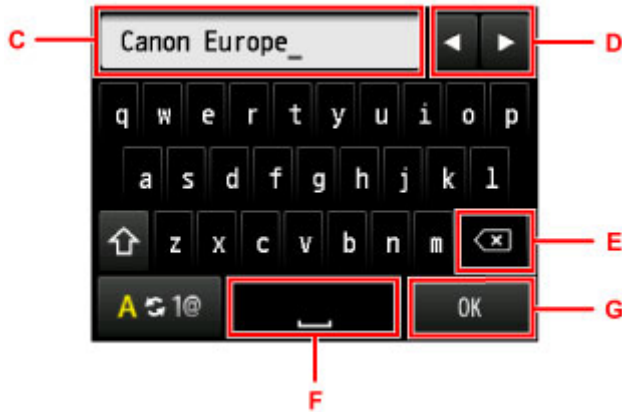 C Canon Europe_ D
q w e r t y u i o p
a s d f g h j k l
z x c v b n m E
A 1@ OK G
F